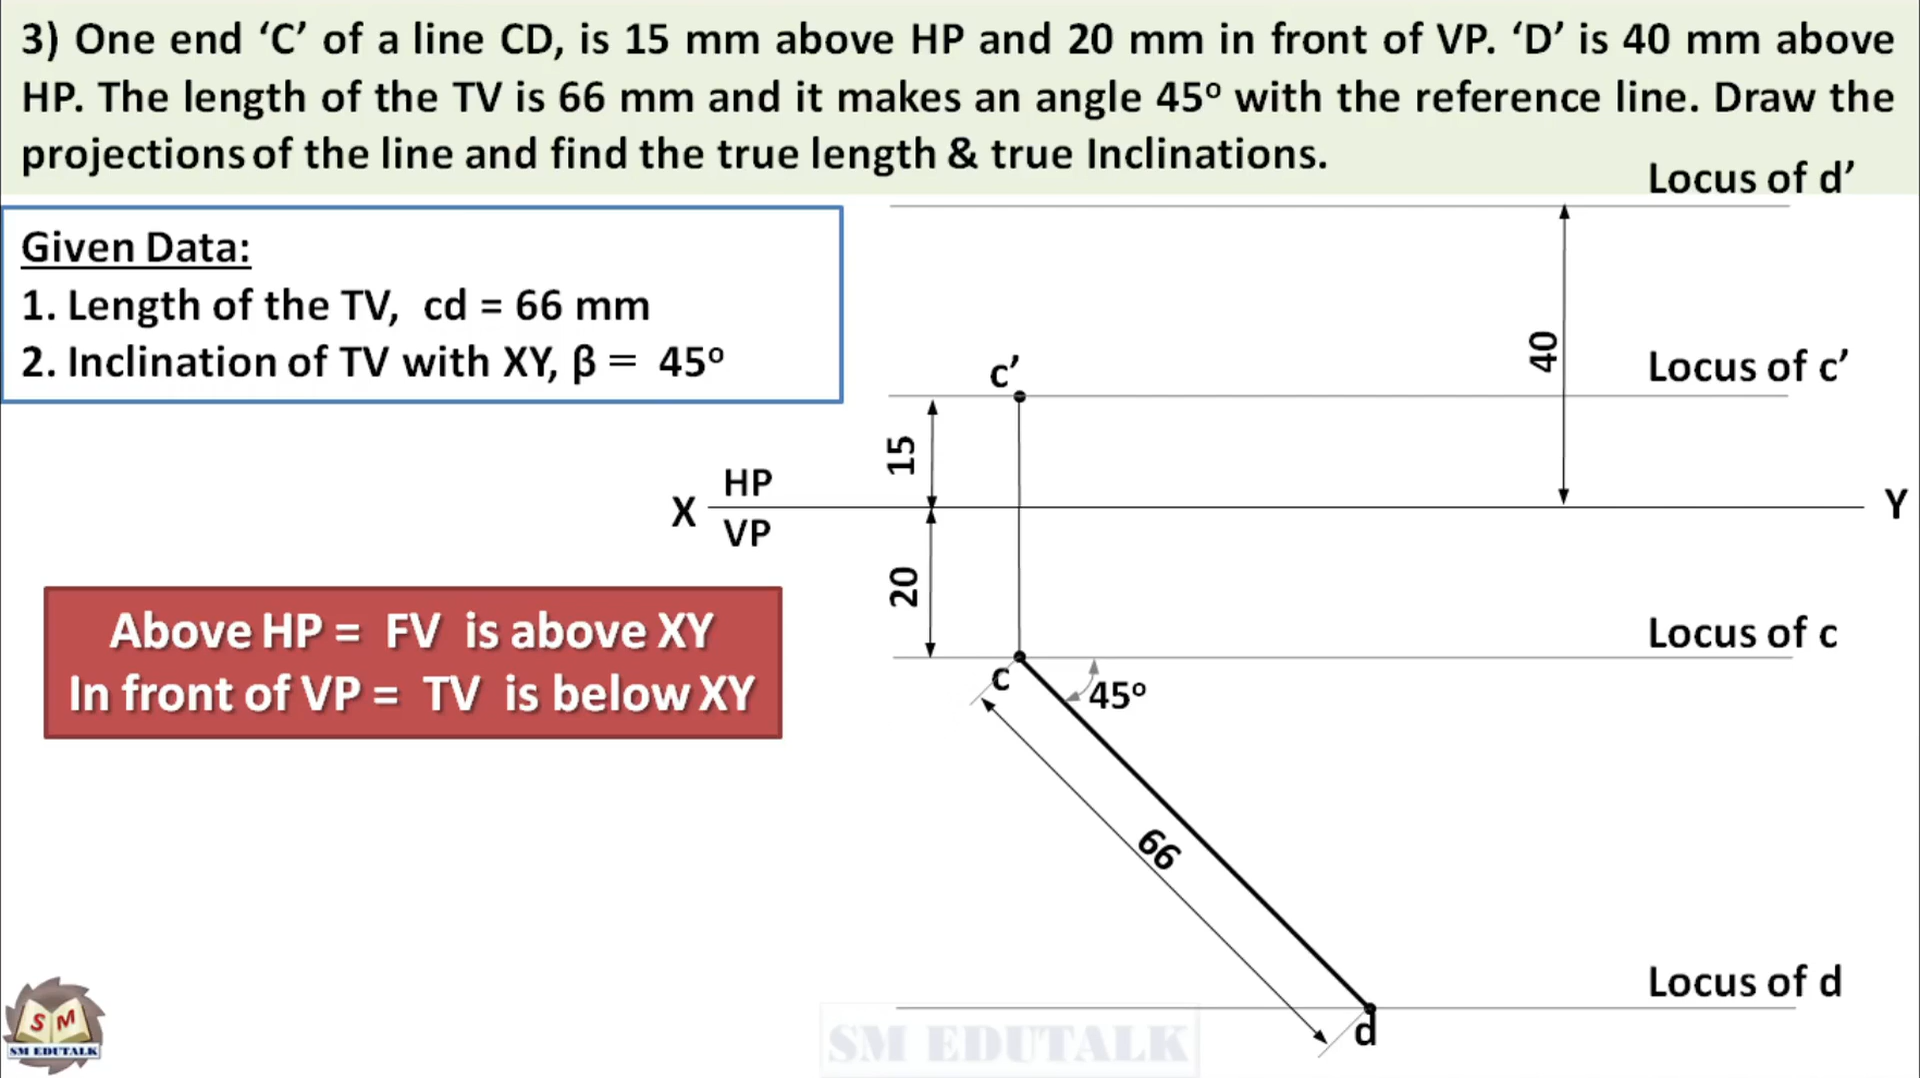 3) One end ‘C’ of a line CD, is 15 mm above HP and 20 mm in front of VP. ‘D’ is 40 mm above
HP. The length of the TV is 66 mm and it makes an angle 45º with the reference line. Draw the
projections of the line and find the true length & true Inclinations.
Locus of d’
Given Data:
1. Length of the TV, cd = 66 mm
2. Inclination of TV with XY, β = 45º
40
c’
Locus of c’
15
X
HP
VP
Y
20
Above HP = FV is above XY
In front of VP = TV is below XY
Locus of c
c
45º
66
Locus of d
d
SM
SM EDUTALK
SM EDUTALK